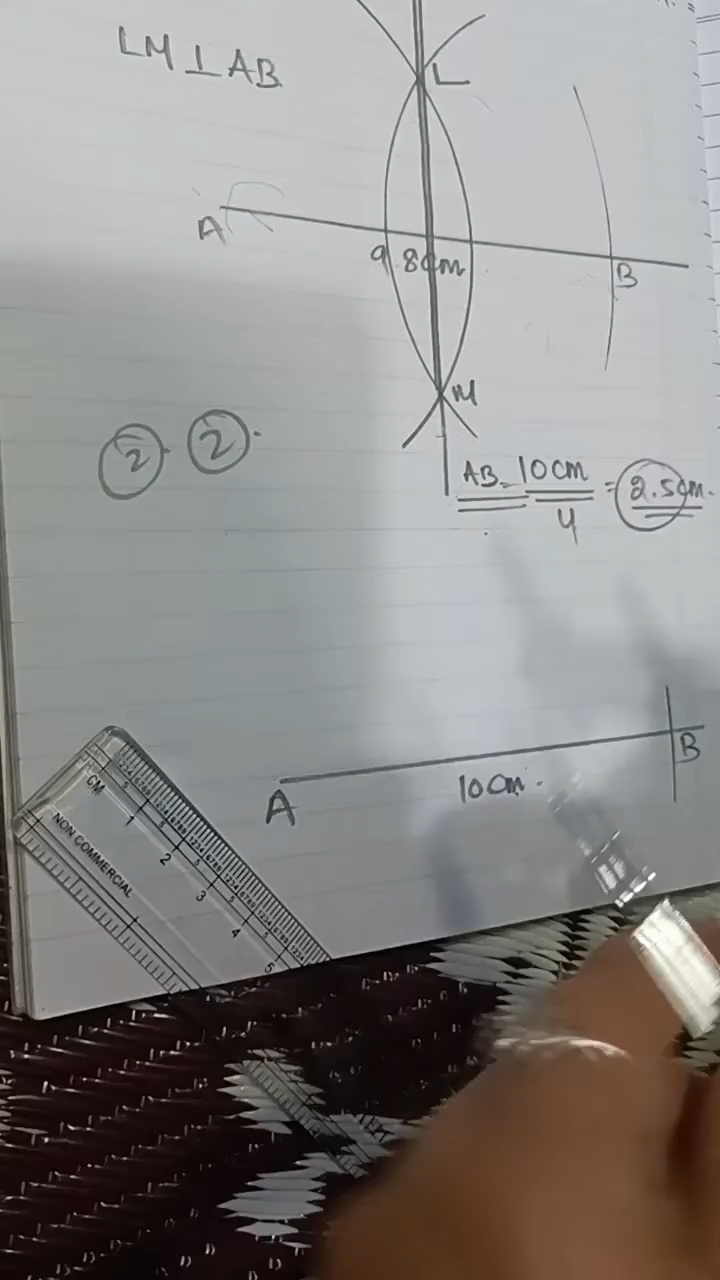 LM ⊥ AB
L
A
9.8cm
B
M
2. 2.
AB = 10cm/4 = 2.5cm.
B
A
10cm.
CM
1 2 3 4 5
NON COMMERCIAL